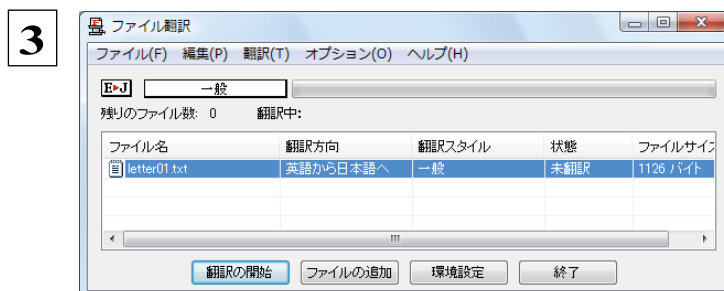 3
ファイル翻訳
ファイル(F) 編集(P) 翻訳(T) オプション(O) ヘルプ(H)
E▸J 一般
残りのファイル数: 0 翻訳中:
ファイル名 翻訳方向 翻訳スタイル 状態 ファイルサイズ
letter01.txt 英語から日本語へ 一般 未翻訳 1126 バイト
翻訳の開始 ファイルの追加 環境設定 終了